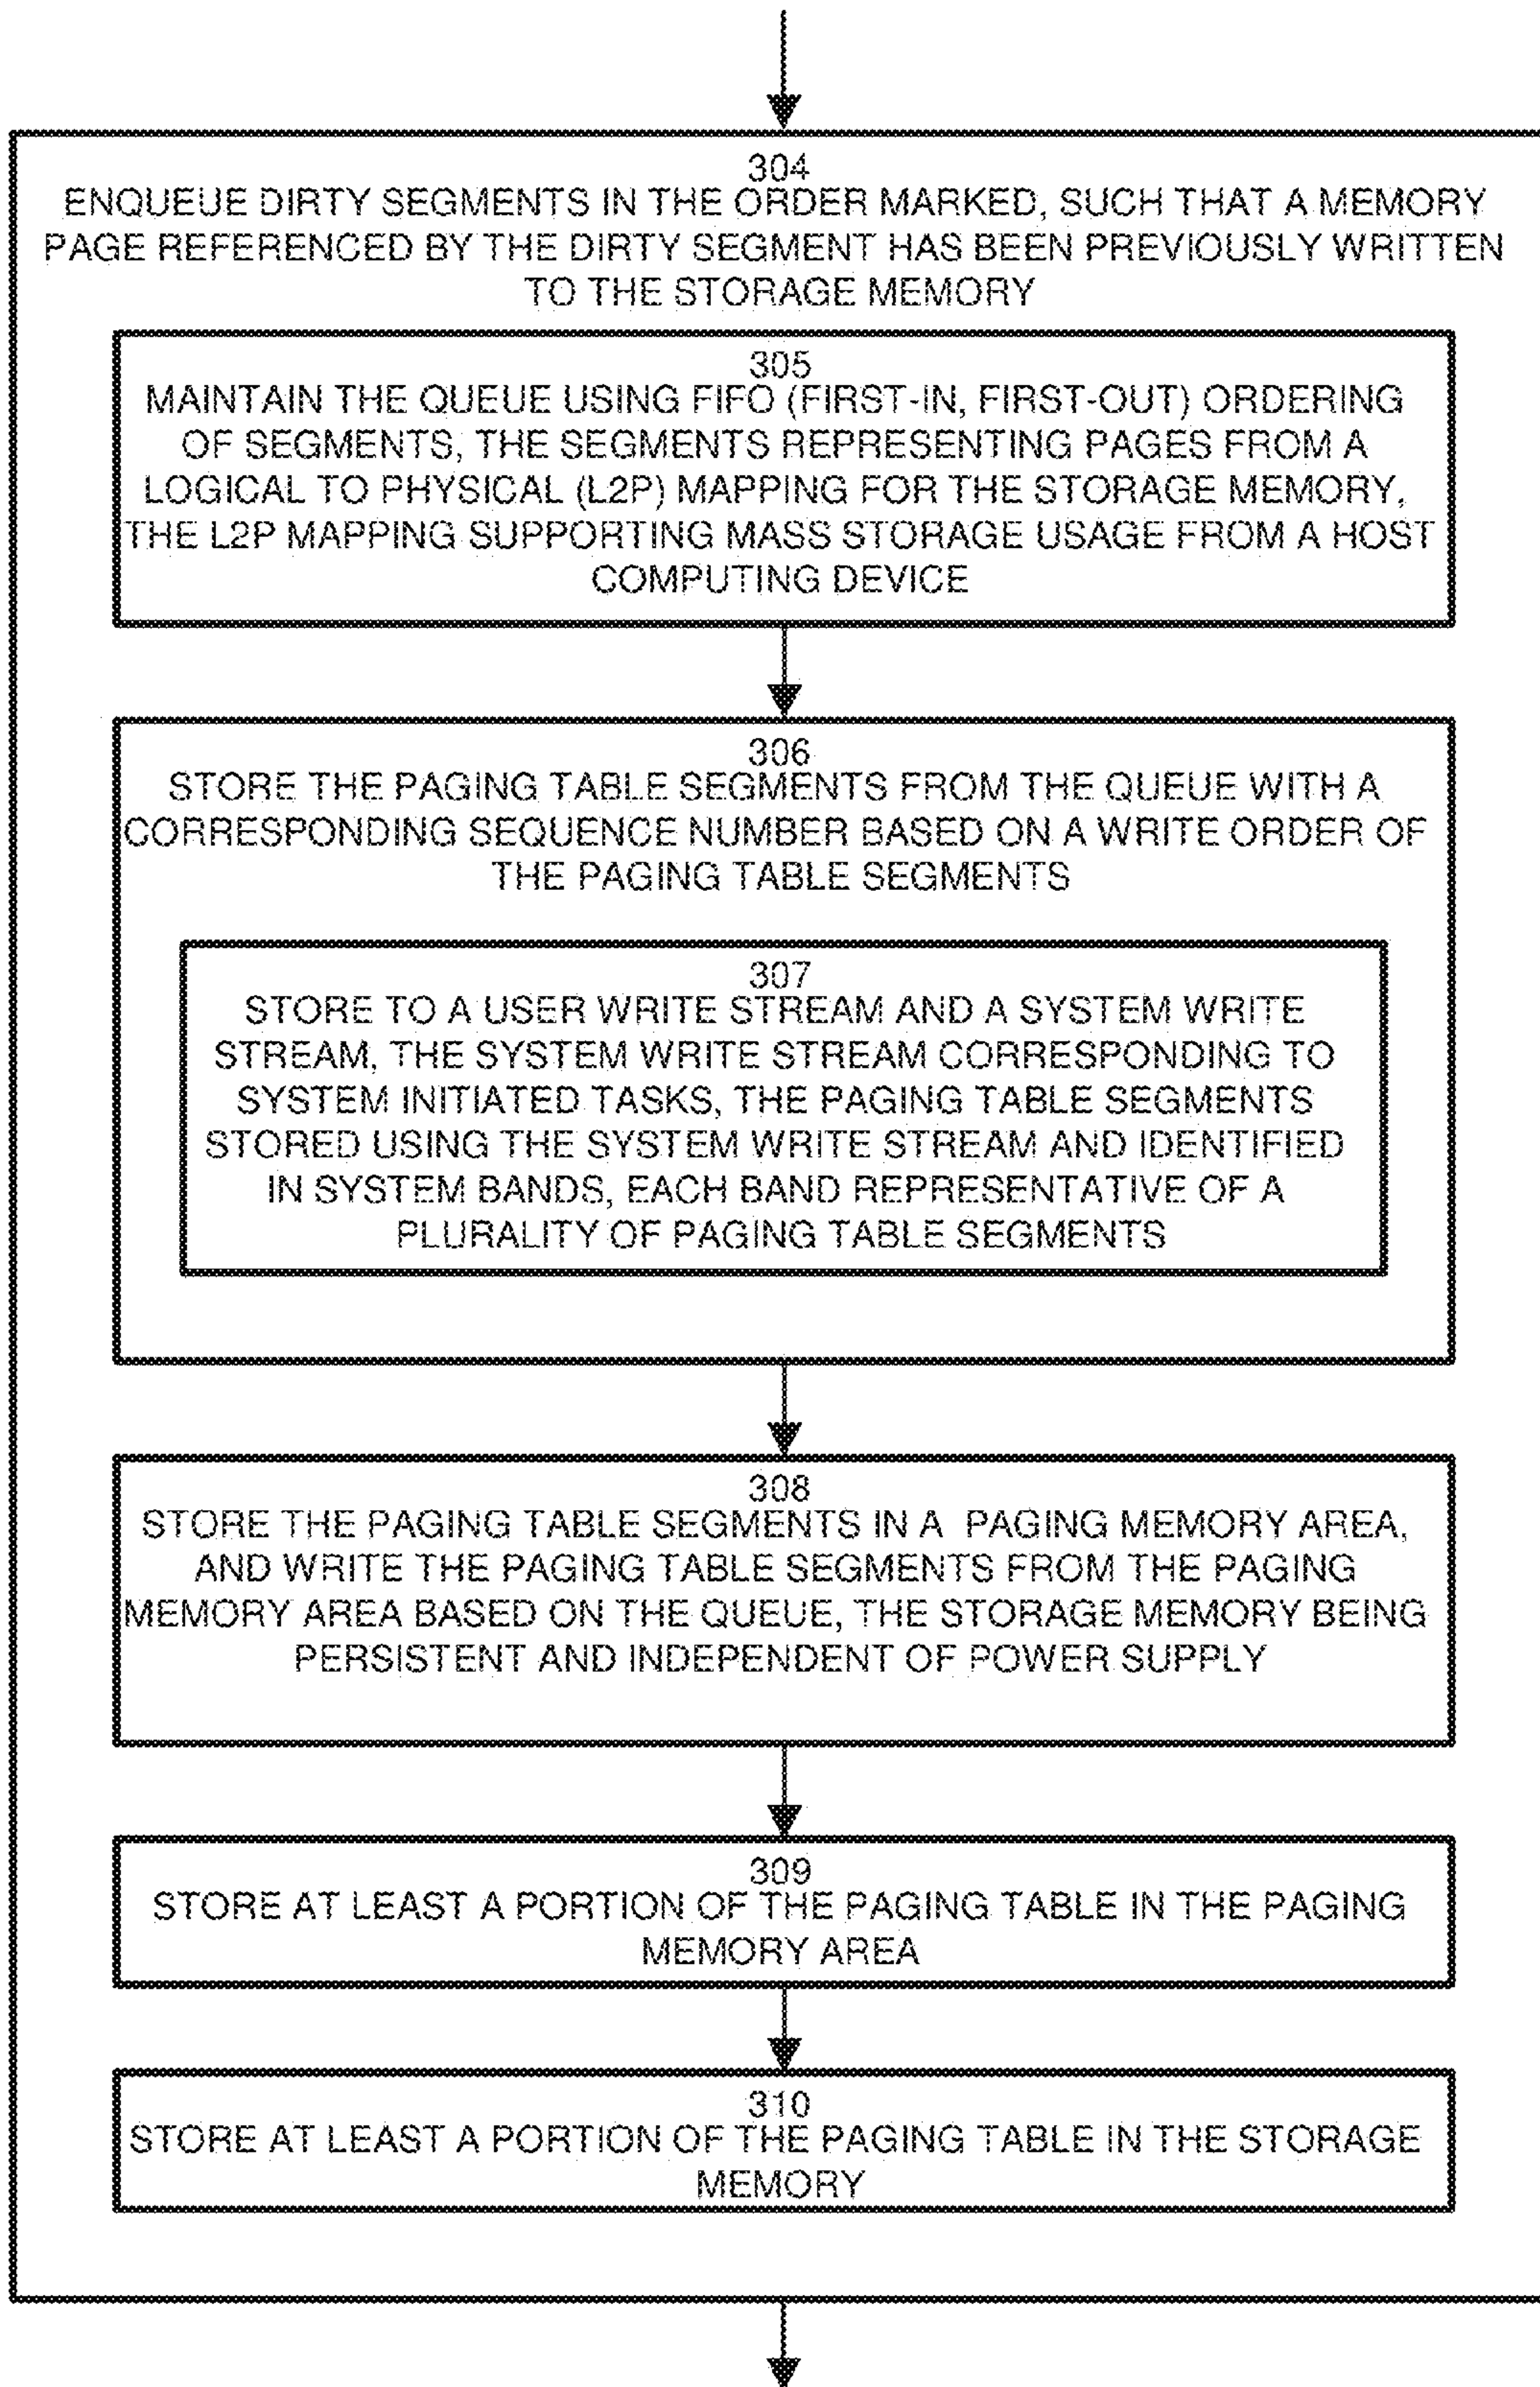 304
ENQUEUE DIRTY SEGMENTS IN THE ORDER MARKED, SUCH THAT A MEMORY
PAGE REFERENCED BY THE DIRTY SEGMENT HAS BEEN PREVIOUSLY WRITTEN
TO THE STORAGE MEMORY
305
MAINTAIN THE QUEUE USING FIFO (FIRST-IN, FIRST-OUT) ORDERING
OF SEGMENTS, THE SEGMENTS REPRESENTING PAGES FROM A
LOGICAL TO PHYSICAL (L2P) MAPPING FOR THE STORAGE MEMORY,
THE L2P MAPPING SUPPORTING MASS STORAGE USAGE FROM A HOST
COMPUTING DEVICE
306
STORE THE PAGING TABLE SEGMENTS FROM THE QUEUE WITH A
CORRESPONDING SEQUENCE NUMBER BASED ON A WRITE ORDER OF
THE PAGING TABLE SEGMENTS
307
STORE TO A USER WRITE STREAM AND A SYSTEM WRITE
STREAM, THE SYSTEM WRITE STREAM CORRESPONDING TO
SYSTEM INITIATED TASKS, THE PAGING TABLE SEGMENTS
STORED USING THE SYSTEM WRITE STREAM AND IDENTIFIED
IN SYSTEM BANDS, EACH BAND REPRESENTATIVE OF A
PLURALITY OF PAGING TABLE SEGMENTS
308
STORE THE PAGING TABLE SEGMENTS IN A PAGING MEMORY AREA,
AND WRITE THE PAGING TABLE SEGMENTS FROM THE PAGING
MEMORY AREA BASED ON THE QUEUE, THE STORAGE MEMORY BEING
PERSISTENT AND INDEPENDENT OF POWER SUPPLY
309
STORE AT LEAST A PORTION OF THE PAGING TABLE IN THE PAGING
MEMORY AREA
310
STORE AT LEAST A PORTION OF THE PAGING TABLE IN THE STORAGE
MEMORY